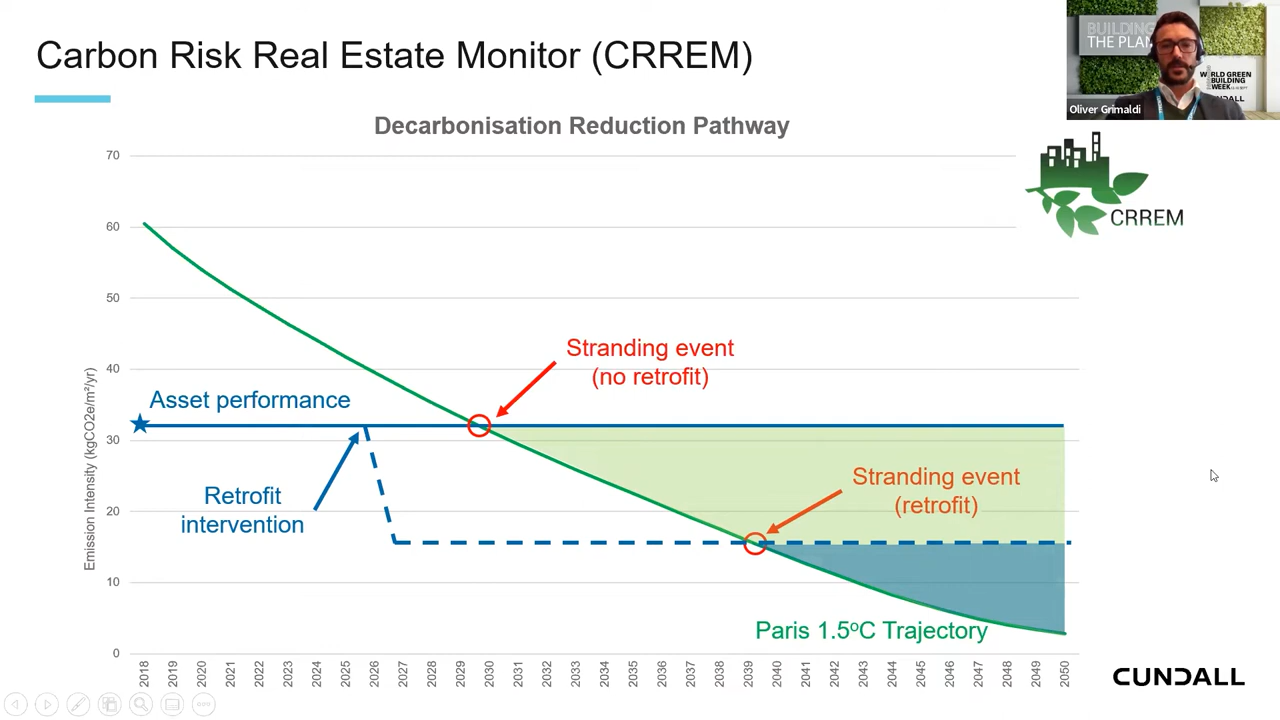 Carbon Risk Real Estate Monitor (CRREM)
BUILDING
THE PLAN
WORLD GREEN
BUILDING
WEEK
CUNDALL
Oliver Grimaldi
CRREM
Decarbonisation Reduction Pathway
Emission Intensity (kgCO2e/m²/yr)
70
60
50
40
30
20
10
0
Stranding event
(no retrofit)
Asset performance
Retrofit
intervention
Stranding event
(retrofit)
Paris 1.5ºC Trajectory
2018
2019
2020
2021
2022
2023
2024
2025
2026
2027
2028
2029
2030
2031
2032
2033
2034
2035
2036
2037
2038
2039
2040
2041
2042
2043
2044
2045
2046
2047
2048
2049
2050
CUNDALL